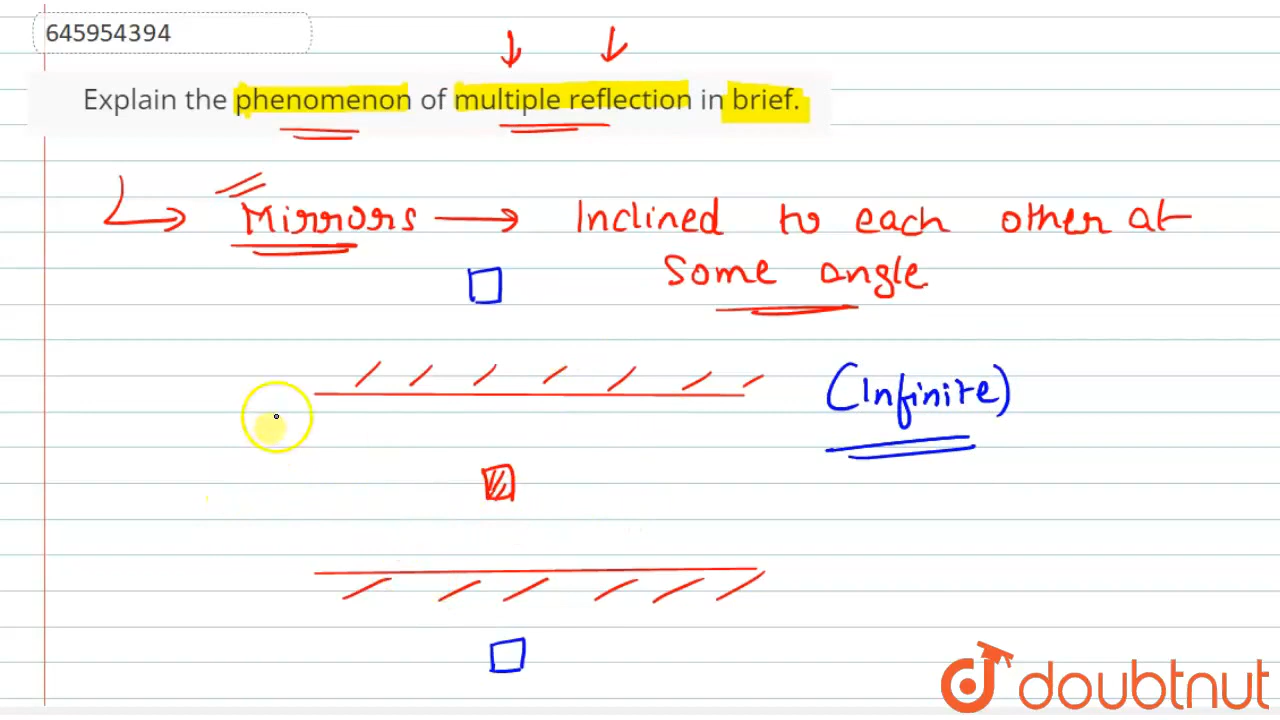 645954394
Explain the phenomenon of multiple reflection in brief.
Mirrors → Inclined to each other at
some angle
(Infinite)
doubtnut